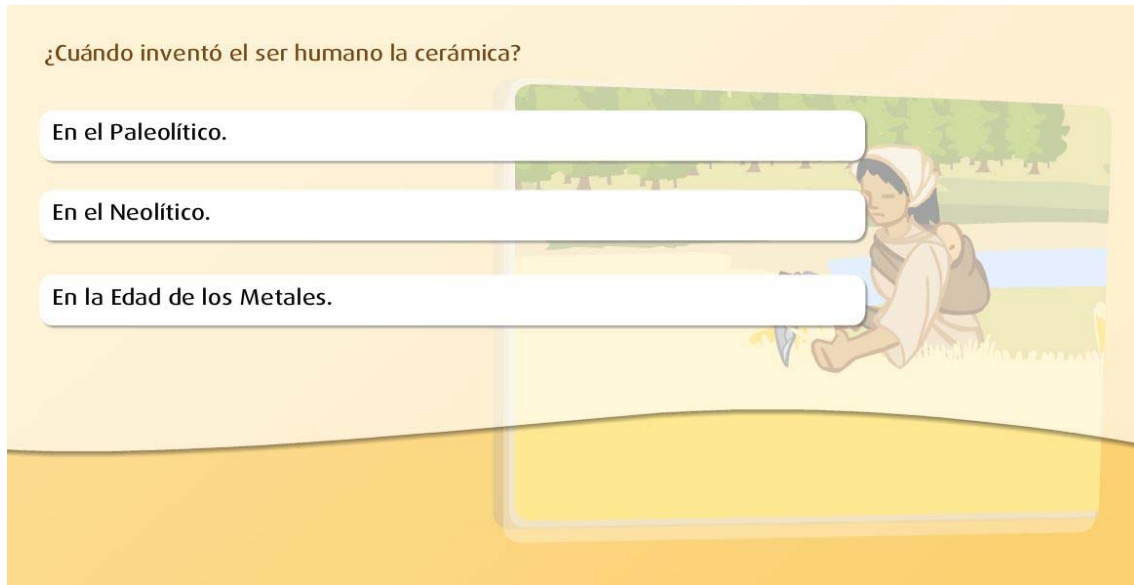 ¿Cuándo inventó el ser humano la cerámica?
En el Paleolítico.
En el Neolítico.
En la Edad de los Metales.